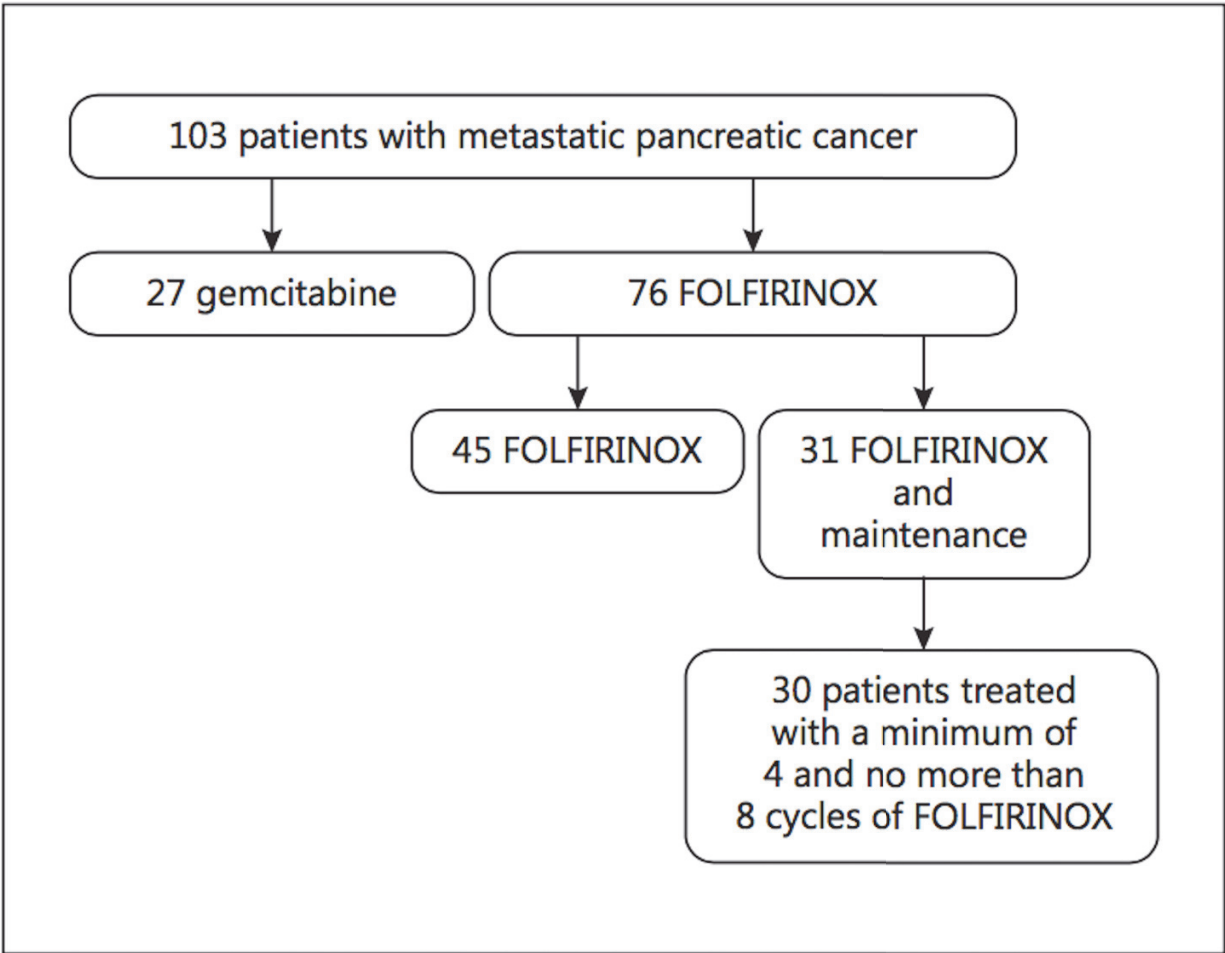 103 patients with metastatic pancreatic cancer
27 gemcitabine
76 FOLFIRINOX
45 FOLFIRINOX
31 FOLFIRINOX
and
maintenance
30 patients treated
with a minimum of
4 and no more than
8 cycles of FOLFIRINOX